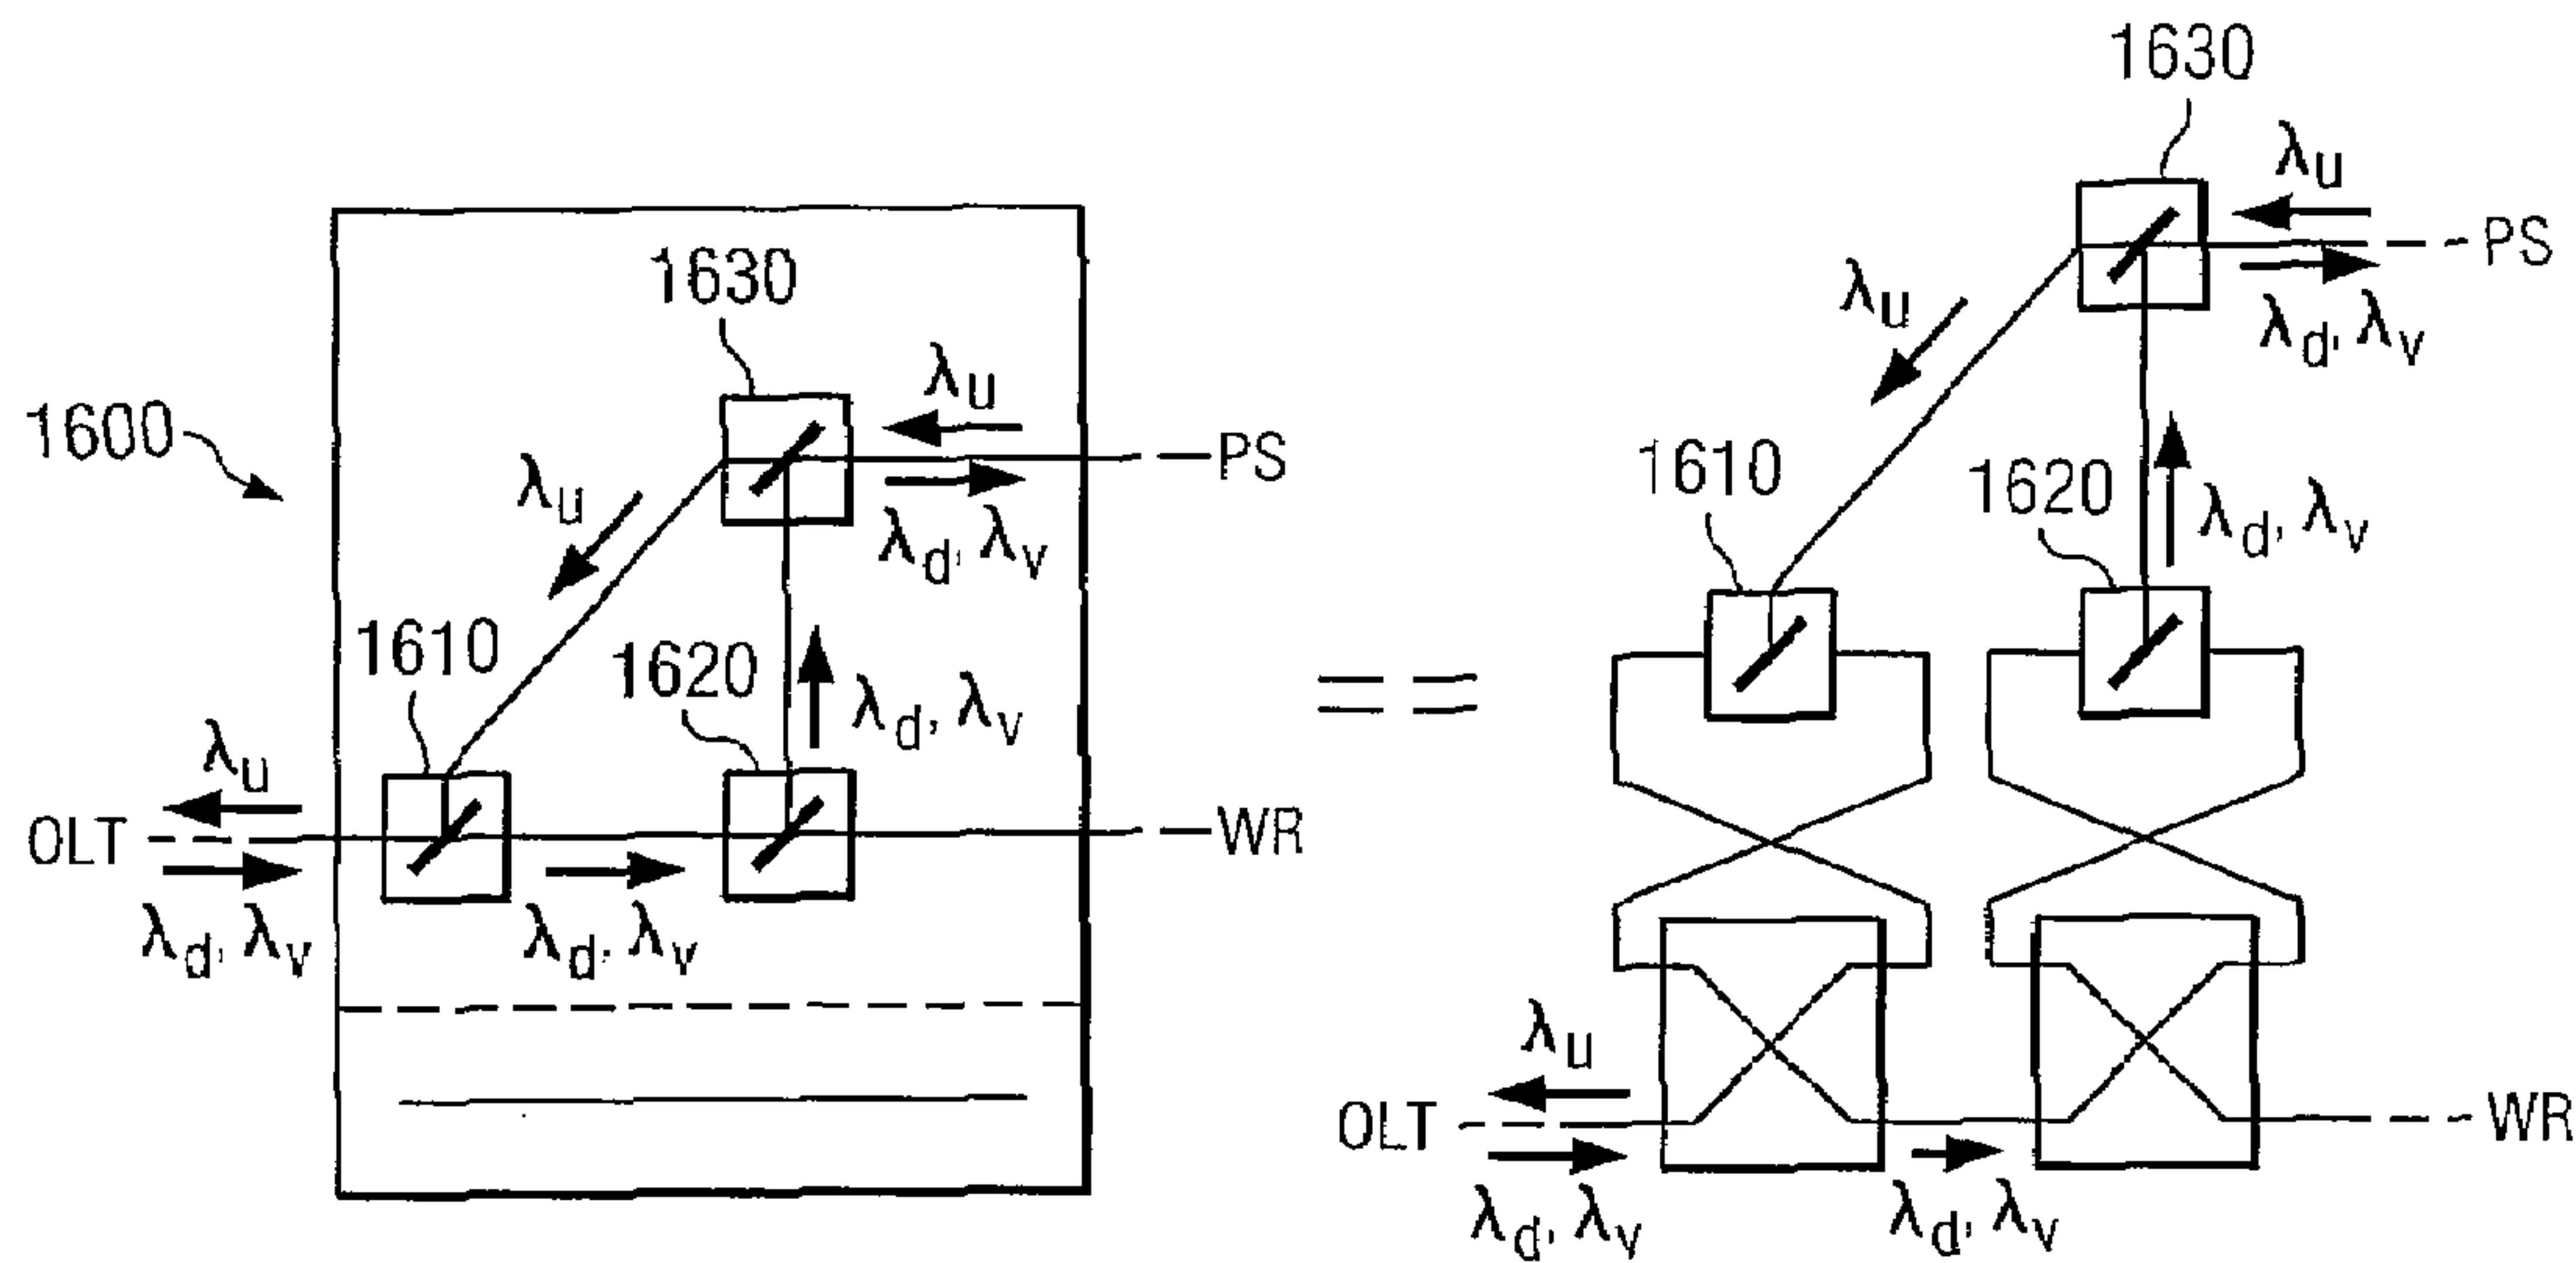 1630
λu
1600
PS
λu
λd, λv
1610
1620
λu
λd, λv
OLT
WR
λd, λv
λd, λv
==
1630
λu
PS
λu
λd, λv
1610
1620
λd, λv
λu
OLT
WR
λd, λv
λd, λv